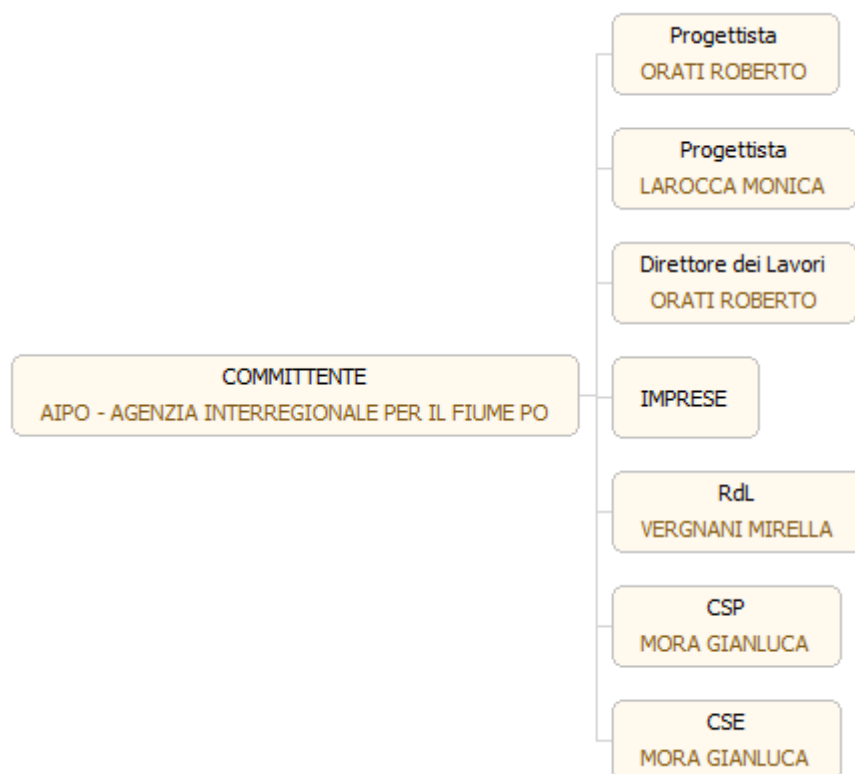 Progettista
ORATI ROBERTO
Progettista
LAROCCA MONICA
Direttore dei Lavori
ORATI ROBERTO
COMMITTENTE
AIPO - AGENZIA INTERREGIONALE PER IL FIUME PO
IMPRESE
RdL
VERGNANI MIRELLA
CSP
MORA GIANLUCA
CSE
MORA GIANLUCA